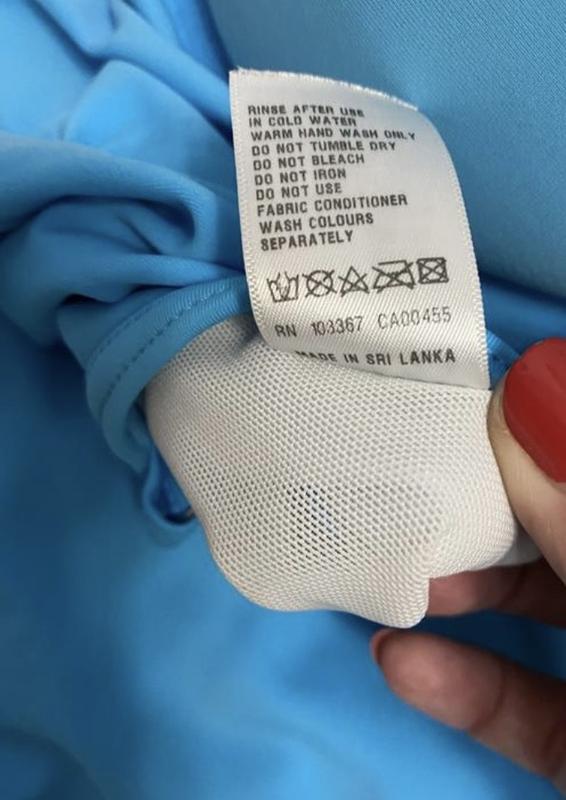 RINSE AFTER USE
IN COLD WATER
WARM HAND WASH ONLY
DO NOT TUMBLE DRY
DO NOT BLEACH
DO NOT IRON
DO NOT USE
FABRIC CONDITIONER
WASH COLOURS
SEPARATELY
RN 103367 CA00455
MADE IN SRI LANKA